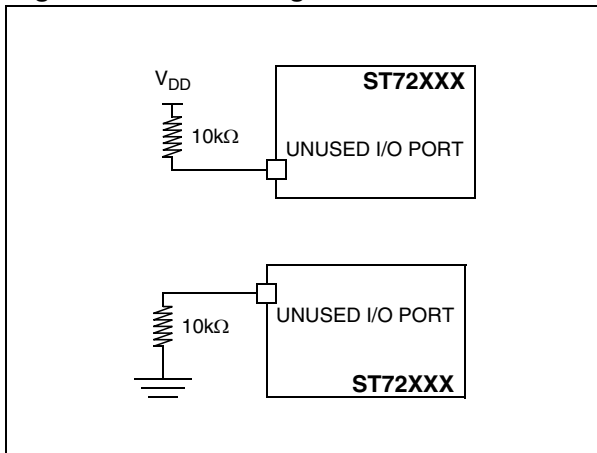 V_DD
10kΩ
ST72XXX
UNUSED I/O PORT
10kΩ
UNUSED I/O PORT
ST72XXX